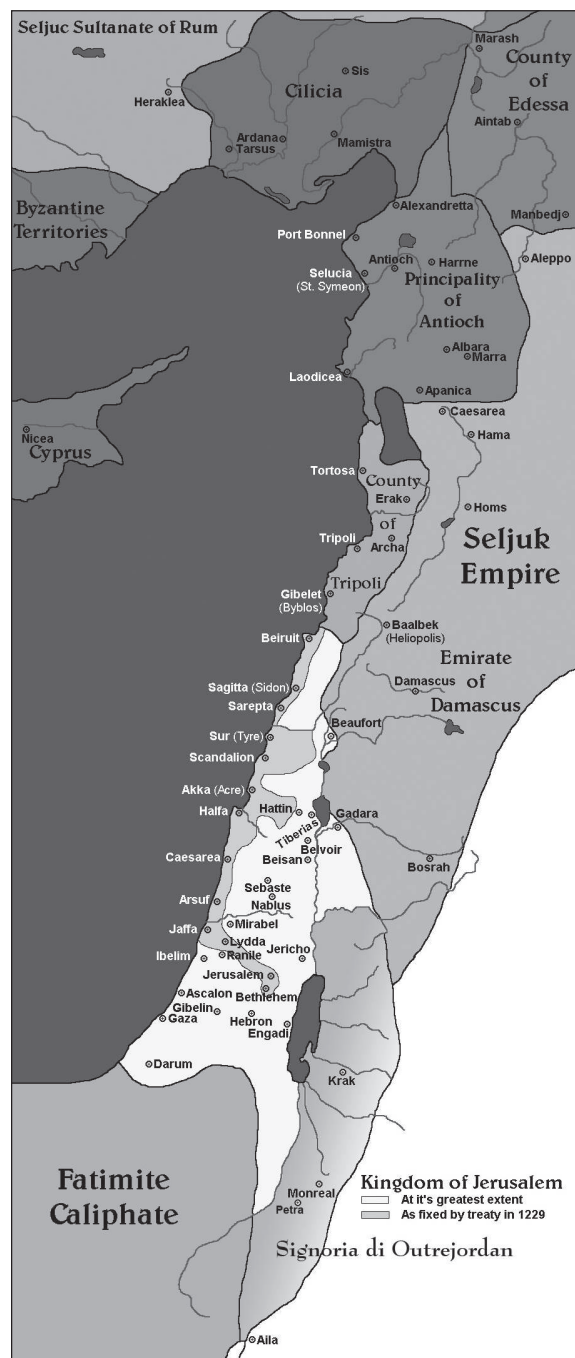 Seljuc Sultanate of Rum
Marash
County
of
Edessa
Sis
Cilicia
Heraklea
Aintab
Ardana
Tarsus
Mamistra
Byzantine
Territories
Alexandretta
Manbedj
Port Bonnel
Antioch
Harrne
Aleppo
Selucia
(St. Symeon)
Principality
of
Antioch
Albara
Marra
Laodicea
Apanica
Caesarea
Nicea
Cyprus
Hama
Tortosa
County
Erak
of
Homs
Tripoli
Archa
Seljuk
Empire
Tripoli
Gibelet
(Byblos)
Beiruit
Baalbek
(Heliopolis)
Emirate
of
Damascus
Damascus
Sagitta (Sidon)
Sarepta
Beaufort
Sur (Tyre)
Scandalion
Akka (Acre)
Halfa
Hattin
Tiberias
Gadara
Belvoir
Caesarea
Beisan
Bosrah
Sebaste
Nablus
Arsuf
Jaffa
Mirabel
Lydda
Ibelim
Ranile
Jericho
Jerusalem
Bethlehem
Ascalon
Gibelin
Gaza
Hebron
Engadi
Darum
Krak
Fatimite
Caliphate
Kingdom of Jerusalem
At it's greatest extent
As fixed by treaty in 1229
Monreal
Petra
Signoria di Outrejordan
Aila